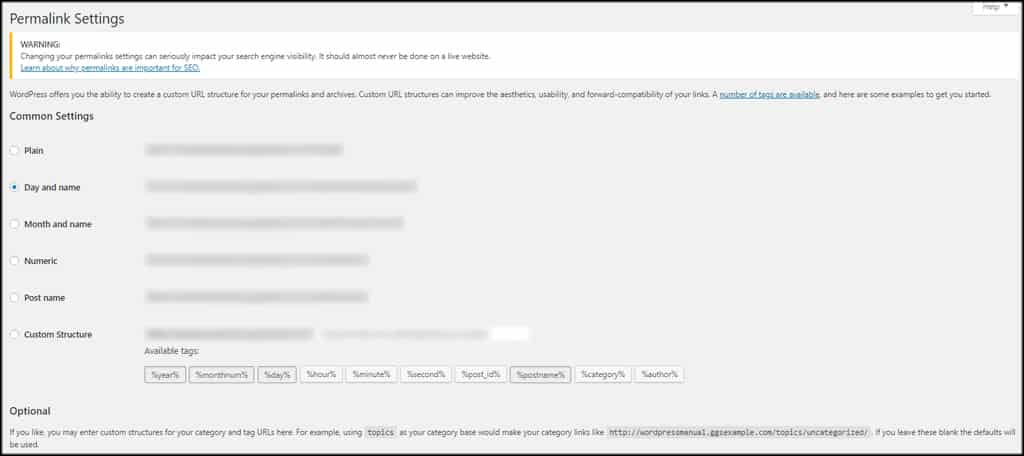 Help ▼
Permalink Settings
WARNING:
Changing your permalinks settings can seriously impact your search engine visibility. It should almost never be done on a live website.
Learn about why permalinks are important for SEO.
WordPress offers you the ability to create a custom URL structure for your permalinks and archives. Custom URL structures can improve the aesthetics, usability, and forward-compatibility of your links. A number of tags are available, and here are some examples to get you started.
Common Settings
Plain
Day and name
Month and name
Numeric
Post name
Custom Structure
Available tags:
%year% %monthnum% %day% %hour% %minute% %second% %post_id% %postname% %category% %author%
Optional
If you like, you may enter custom structures for your category and tag URLs here. For example, using topics as your category base would make your category links like http://wordpressmanual.ggsexample.com/topics/uncategorized/ . If you leave these blank the defaults will
be used.